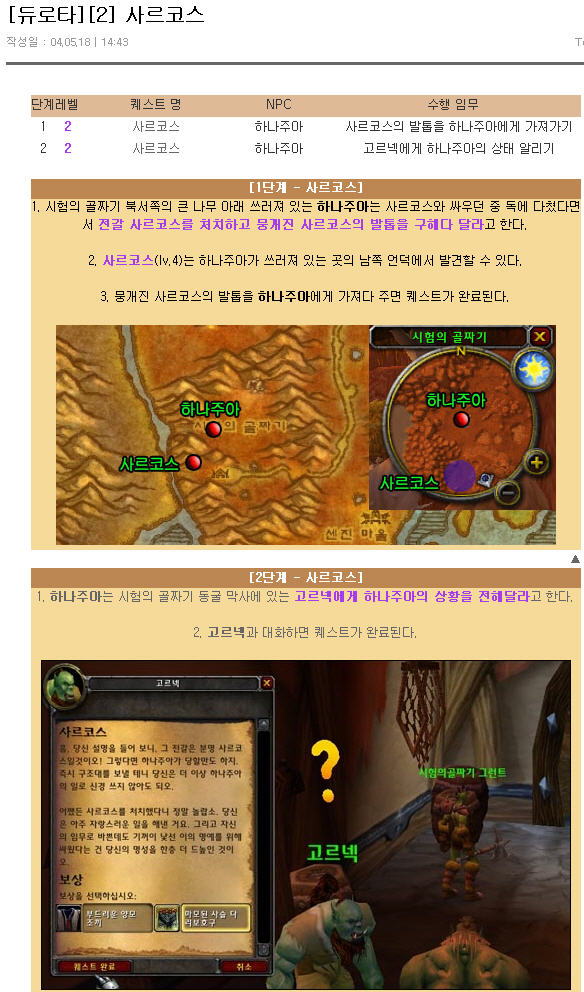 [듀로타][2] 사르코스
작성일 : 04.05.18 | 14:43
단계 레벨 퀘스트 명 NPC 수행 임무
1 2 사르코스 하나주아 사르코스의 발톱을 하나주아에게 가져가기
2 2 사르코스 하나주아 고르넥에게 하나주아의 상태 알리기
[1단계 - 사르코스]
1. 시험의 골짜기 북서쪽의 큰 나무 아래 쓰러져 있는 하나주아는 사르코스와 싸우던 중 독에 다쳤다면
서 전갈 사르코스를 처치하고 뭉개진 사르코스의 발톱을 구해다 달라고 한다.
2. 사르코스(lv.4)는 하나주아가 쓰러져 있는 곳의 남쪽 언덕에서 발견할 수 있다.
3. 뭉개진 사르코스의 발톱을 하나주아에게 가져다 주면 퀘스트가 완료된다.
시험의 골짜기
N
하나주아
하나주아
시험의 골짜기
사르코스
사르코스
센진 마을
[2단계 - 사르코스]
1. 하나주아는 시험의 골짜기 동굴 막사에 있는 고르넥에게 하나주아의 상황을 전해달라고 한다.
2. 고르넥과 대화하면 퀘스트가 완료된다.
고르넥
사르코스
흠, 당신 설명을 들어 보니, 그 전갈은 분명 사르코
스일것이오! 그렇다면 하나주아가 당할만도 하지.
즉시 구조대를 보낼 테니 당신은 더 이상 하나주아
의 일로 신경 쓰지 않아도 되오.
어쨌든 사르코스를 처치했다니 정말 놀랍소. 당신
은 아주 자랑스러운 일을 해낸 거요. 그리고 자신
의 임무로 바쁜데도 기꺼이 낯선 이의 명예를 위해
싸웠다는 건 당신의 명성을 한층 더 드높인 것이
오.
보상
보상을 선택하십시오:
부드러운 양모
조끼
마모된 사슬 다
리보호구
퀘스트 완료
취소
시험의골짜기 그런트
고르넥